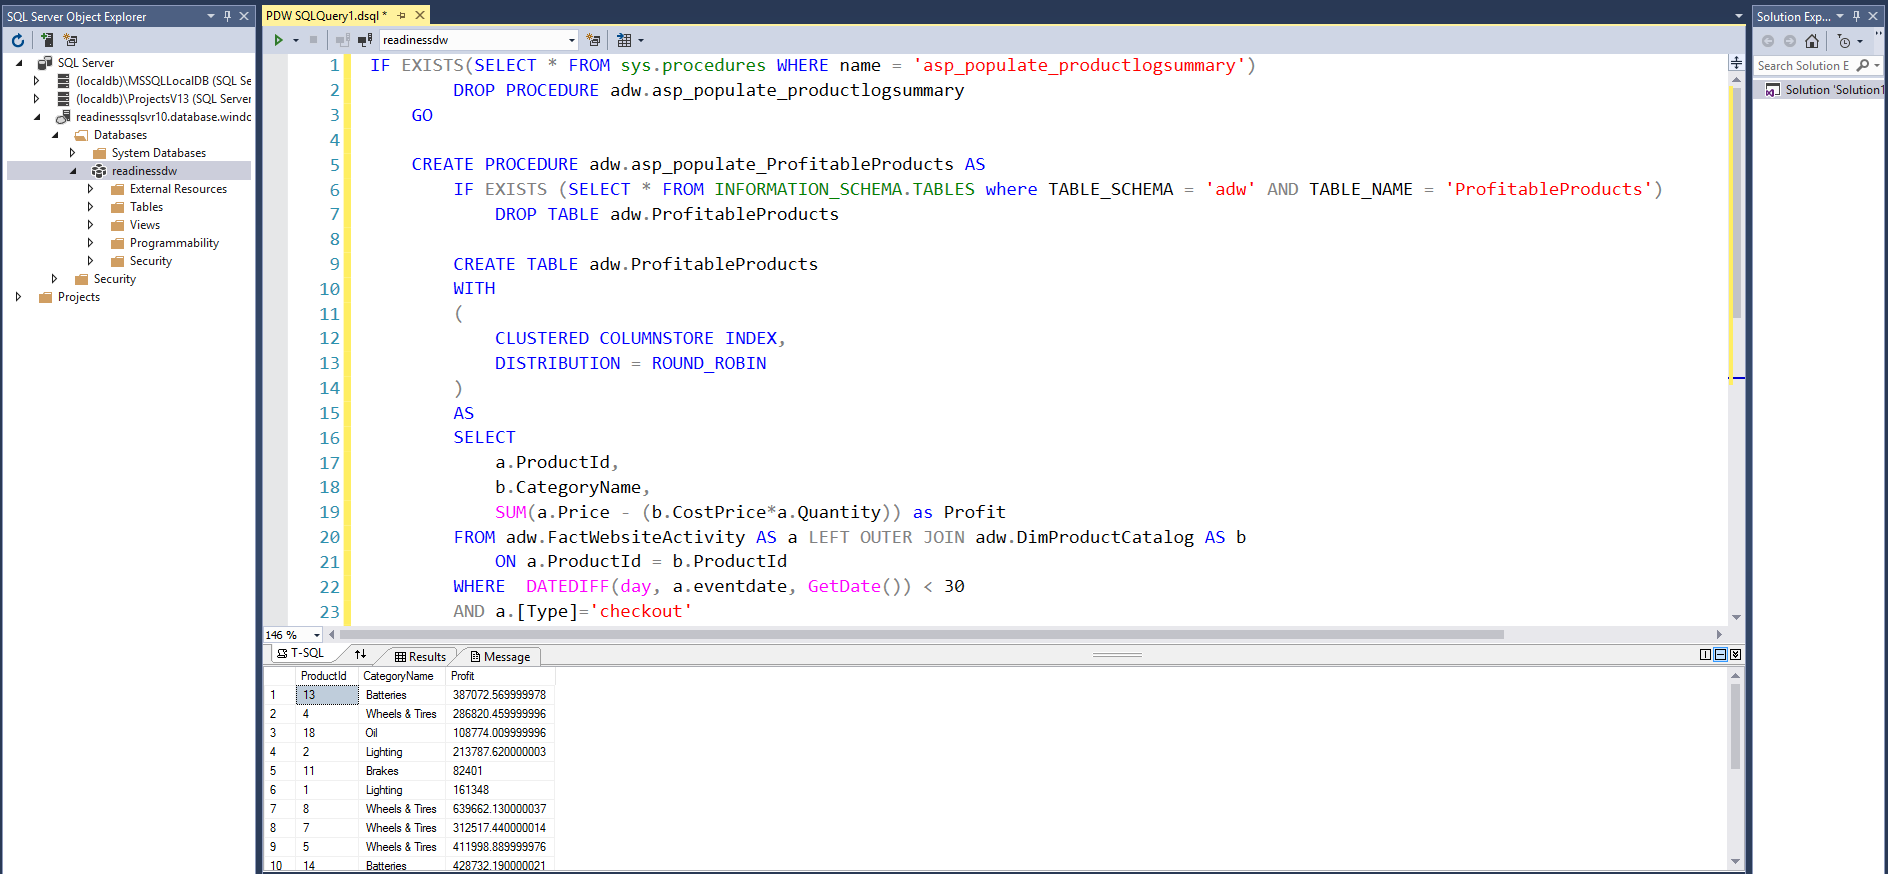 SQL Server Object Explorer
SQL Server
(localdb)\MSSQLLocalDB (SQL Se
(localdb)\ProjectsV13 (SQL Server
readinesssqlsvr10.database.windo
Databases
System Databases
readinessdw
External Resources
Tables
Views
Programmability
Security
Security
Projects
PDW SQLQuery1.dsql *
readinessdw
1 IF EXISTS(SELECT * FROM sys.procedures WHERE name = 'asp_populate_productlogsummary')
2 DROP PROCEDURE adw.asp_populate_productlogsummary
3 GO
4
5 CREATE PROCEDURE adw.asp_populate_ProfitableProducts AS
6 IF EXISTS (SELECT * FROM INFORMATION_SCHEMA.TABLES where TABLE_SCHEMA = 'adw' AND TABLE_NAME = 'ProfitableProducts')
7 DROP TABLE adw.ProfitableProducts
8
9 CREATE TABLE adw.ProfitableProducts
10 WITH
11 (
12 CLUSTERED COLUMNSTORE INDEX,
13 DISTRIBUTION = ROUND_ROBIN
14 )
15 AS
16 SELECT
17 a.ProductId,
18 b.CategoryName,
19 SUM(a.Price - (b.CostPrice*a.Quantity)) as Profit
20 FROM adw.FactWebsiteActivity AS a LEFT OUTER JOIN adw.DimProductCatalog AS b
21 ON a.ProductId = b.ProductId
22 WHERE DATEDIFF(day, a.eventdate, GetDate()) < 30
23 AND a.[Type]='checkout'
146 %
T-SQL Results Message
ProductId CategoryName Profit
1 13 Batteries 387072.569999978
2 4 Wheels & Tires 286820.459999996
3 18 Oil 108774.009999996
4 2 Lighting 213787.620000003
5 11 Brakes 82401
6 1 Lighting 161348
7 8 Wheels & Tires 639662.130000037
8 7 Wheels & Tires 312517.440000014
9 5 Wheels & Tires 411998.889999976
10 14 Batteries 428732.190000021
Solution Exp...
Search Solution E
Solution 'Solution1